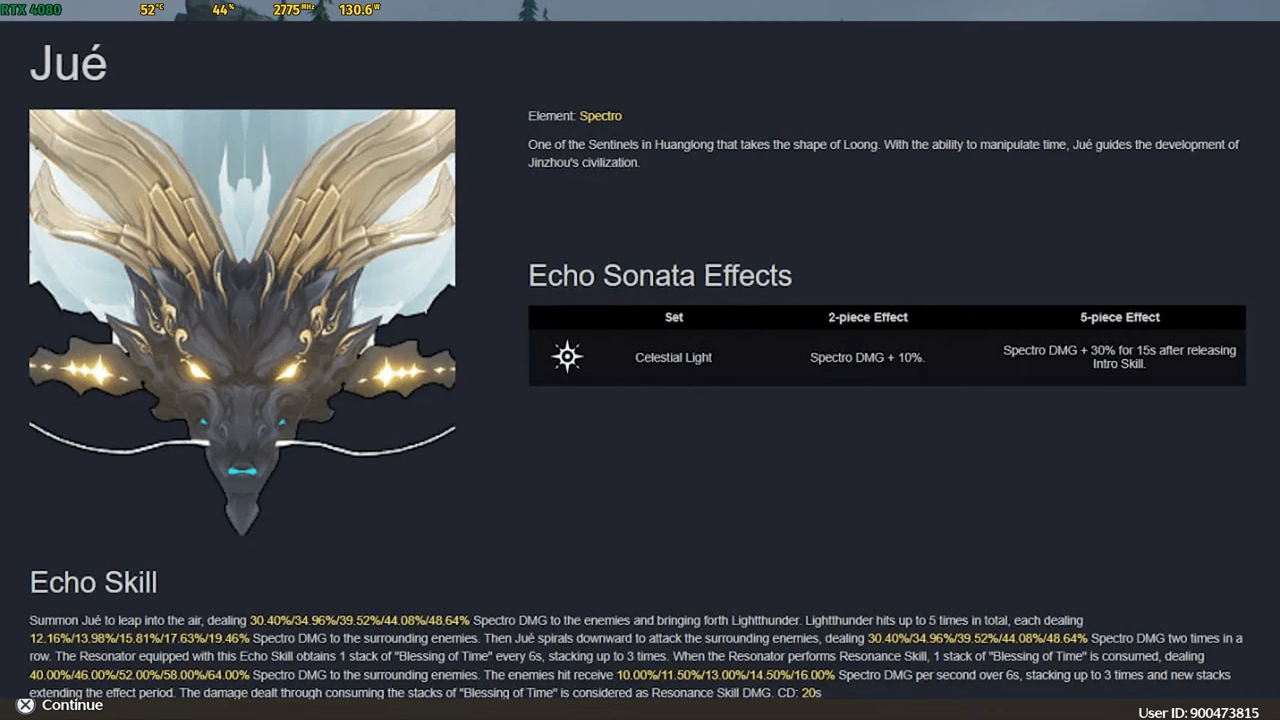 RTX 4080 52°C 44% 2775MHz 130.6W
Jué
Element: Spectro
One of the Sentinels in Huanglong that takes the shape of Loong. With the ability to manipulate time, Jué guides the development of
Jinzhou's civilization.
Echo Sonata Effects
Set 2-piece Effect 5-piece Effect
Celestial Light Spectro DMG + 10%. Spectro DMG + 30% for 15s after releasing
Intro Skill.
Echo Skill
Summon Jué to leap into the air, dealing 30.40%/34.96%/39.52%/44.08%/48.64% Spectro DMG to the enemies and bringing forth Lightthunder. Lightthunder hits up to 5 times in total, each dealing
12.16%/13.98%/15.81%/17.63%/19.46% Spectro DMG to the surrounding enemies. Then Jué spirals downward to attack the surrounding enemies, dealing 30.40%/34.96%/39.52%/44.08%/48.64% Spectro DMG two times in a
row. The Resonator equipped with this Echo Skill obtains 1 stack of "Blessing of Time" every 6s, stacking up to 3 times. When the Resonator performs Resonance Skill, 1 stack of "Blessing of Time" is consumed, dealing
40.00%/46.00%/52.00%/58.00%/64.00% Spectro DMG to the surrounding enemies. The enemies hit receive 10.00%/11.50%/13.00%/14.50%/16.00% Spectro DMG per second over 6s, stacking up to 3 times and new stacks
extending the effect period. The damage dealt through consuming the stacks of "Blessing of Time" is considered as Resonance Skill DMG. CD: 20s
Continue
User ID: 900473815